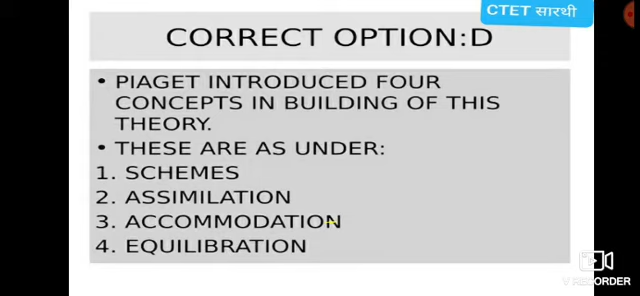 CTET सारथी
CORRECT OPTION:D
• PIAGET INTRODUCED FOUR
CONCEPTS IN BUILDING OF THIS
THEORY.
• THESE ARE AS UNDER:
1. SCHEMES
2. ASSIMILATION
3. ACCOMMODATION
4. EQUILIBRATION
V RECORDER